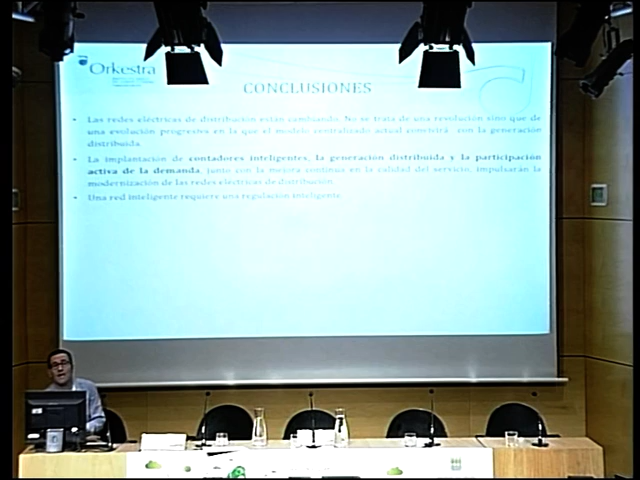 Orkestra
CONCLUSIONES
• Las redes eléctricas de distribución están cambiando. No se trata de una revolución sino que de
una evolución progresiva en la que el modelo centralizado actual convivirá con la generación
distribuida.
• La implantación de contadores inteligentes, la generación distribuida y la participación
activa de la demanda, junto con la mejora continua en la calidad del servicio, impulsarán la
modernización de las redes eléctricas de distribución.
• Una red inteligente requiere una regulación inteligente.